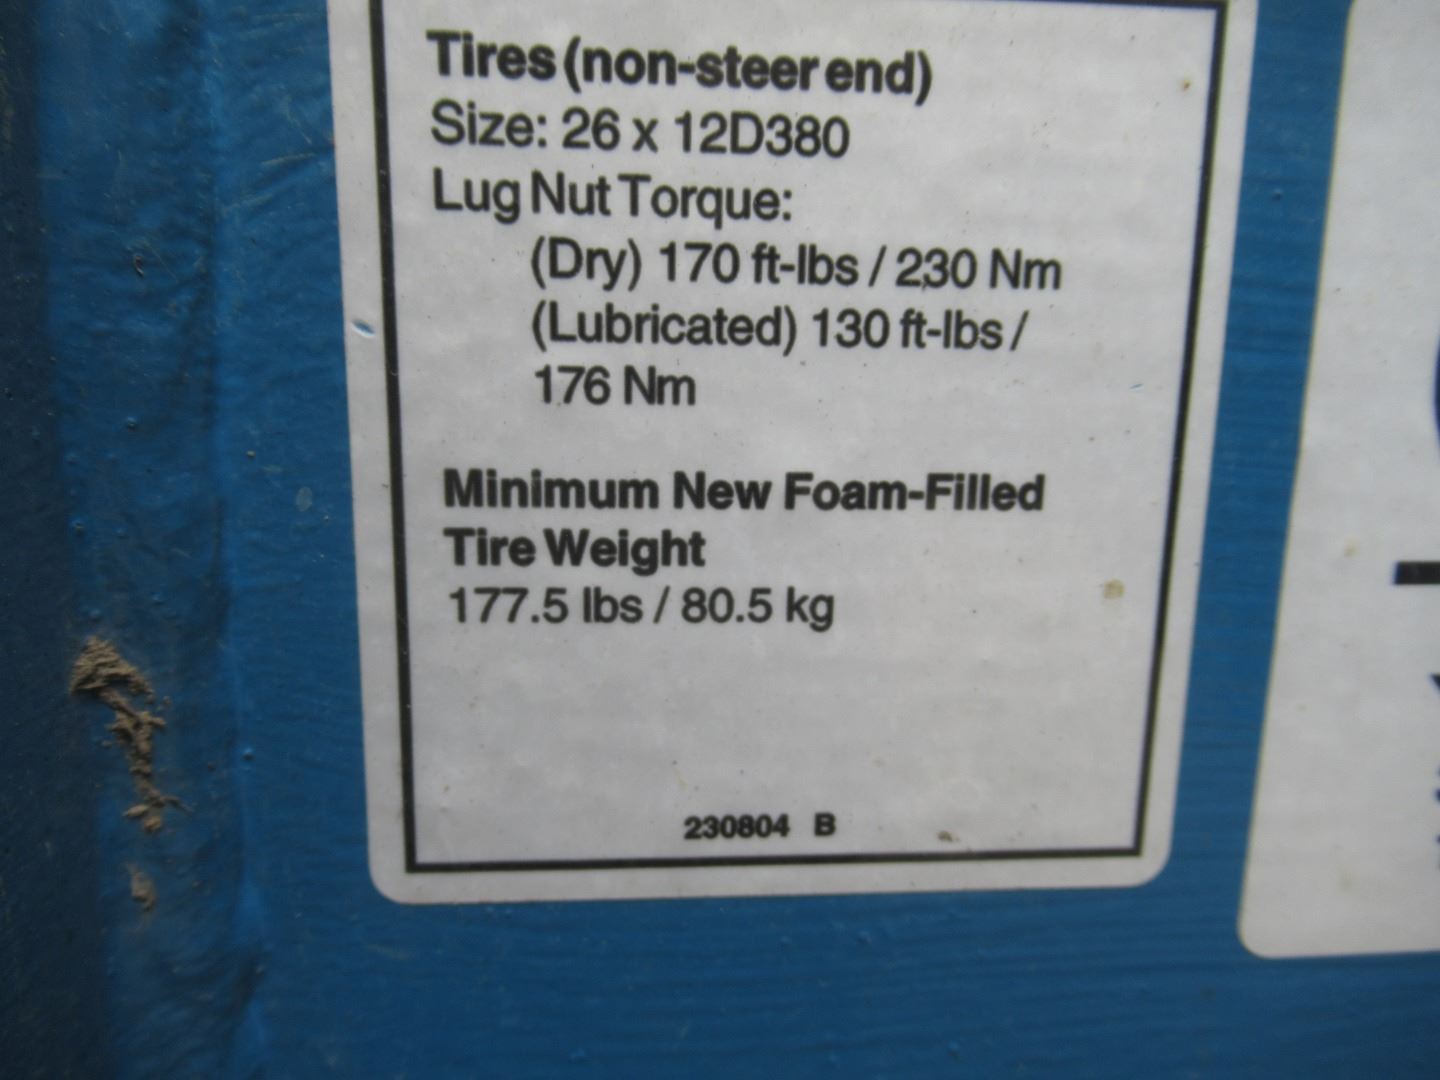 Tires (non-steer end)
Size: 26 x 12D380
Lug Nut Torque:
(Dry) 170 ft-lbs / 230 Nm
(Lubricated) 130 ft-lbs /
176 Nm
Minimum New Foam-Filled
Tire Weight
177.5 lbs / 80.5 kg
230804 B